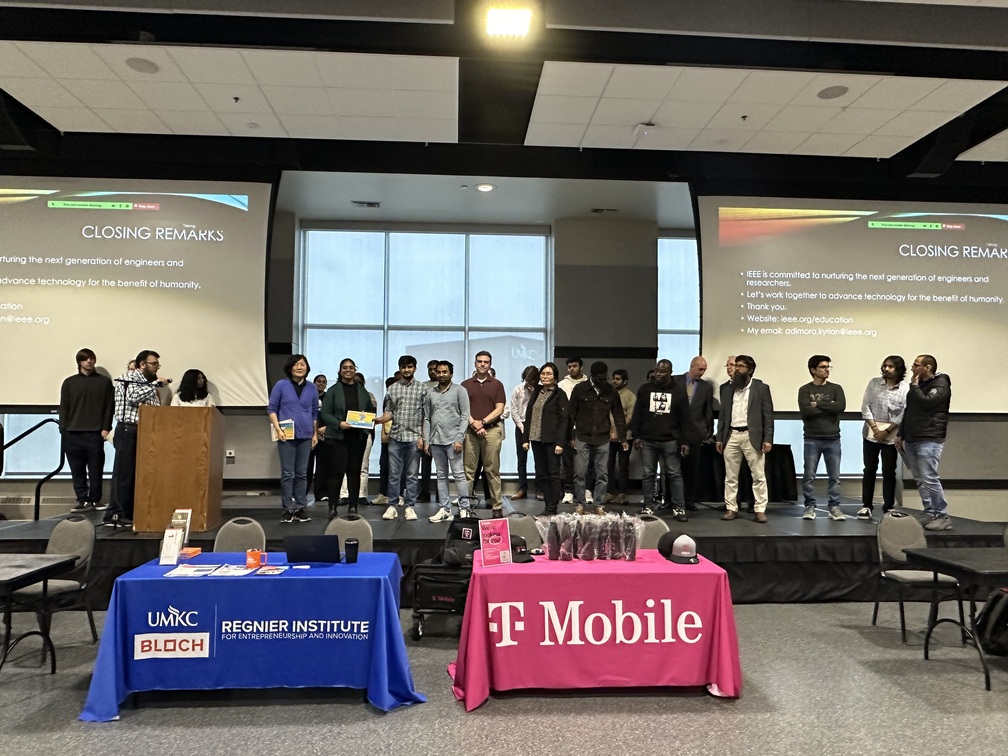 CLOSING REMARKS
rturing the next generation of engineers and
advance technology for the benefit of humanity.
ation
n@ieee.org
CLOSING REMAR
• IEEE is committed to nurturing the next generation of engineers and
researchers.
• Let's work together to advance technology for the benefit of humanity
• Thank you.
• Website: ieee.org/education
• My email: odimora.kyrian@ieee.org
UMKC
UMKC
BLOCH
REGNIER INSTITUTE
FOR ENTREPRENEURSHIP AND INNOVATION
T Mobile